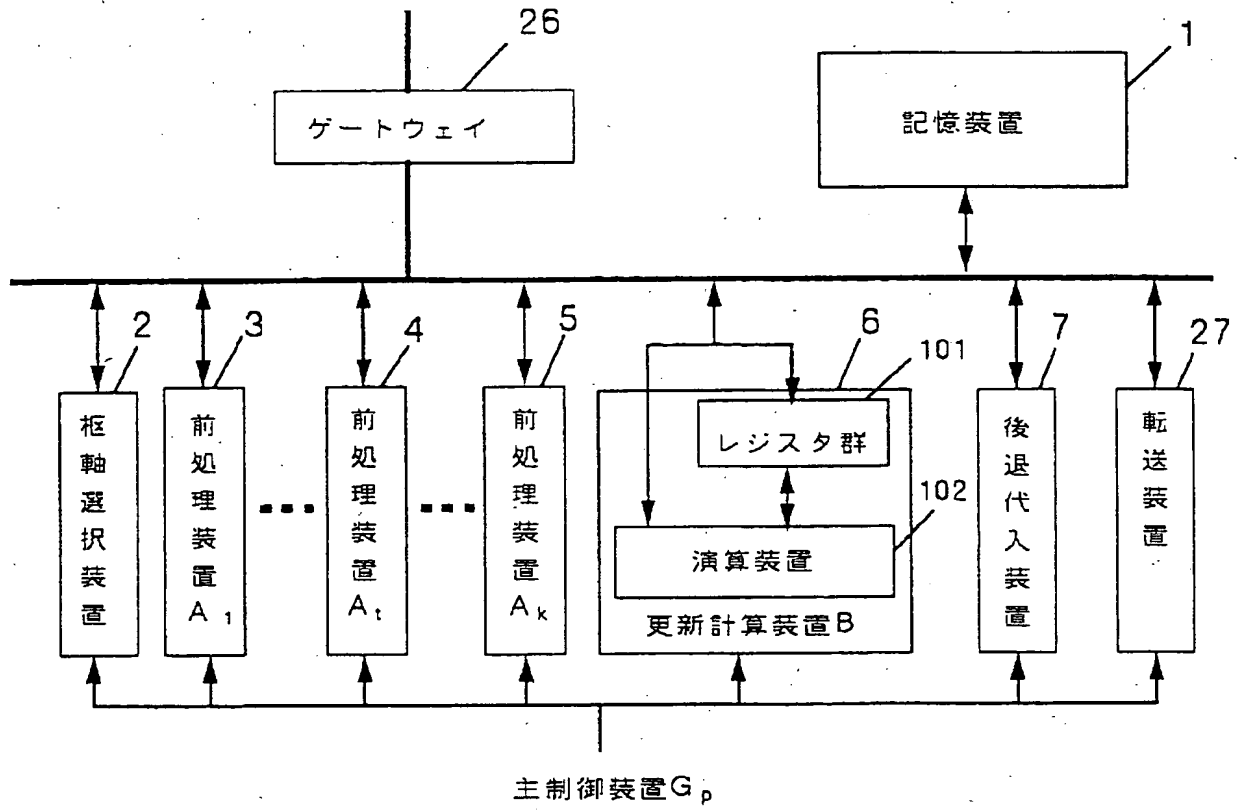 26
1
ゲートウェイ
記憶装置
2
3
4
5
6
101
7
27
枢軸選択装置
前処理装置A₁
前処理装置Aₜ
前処理装置Aₖ
レジスタ群
102
演算装置
更新計算装置B
後退代入装置
転送装置
主制御装置Gₚ